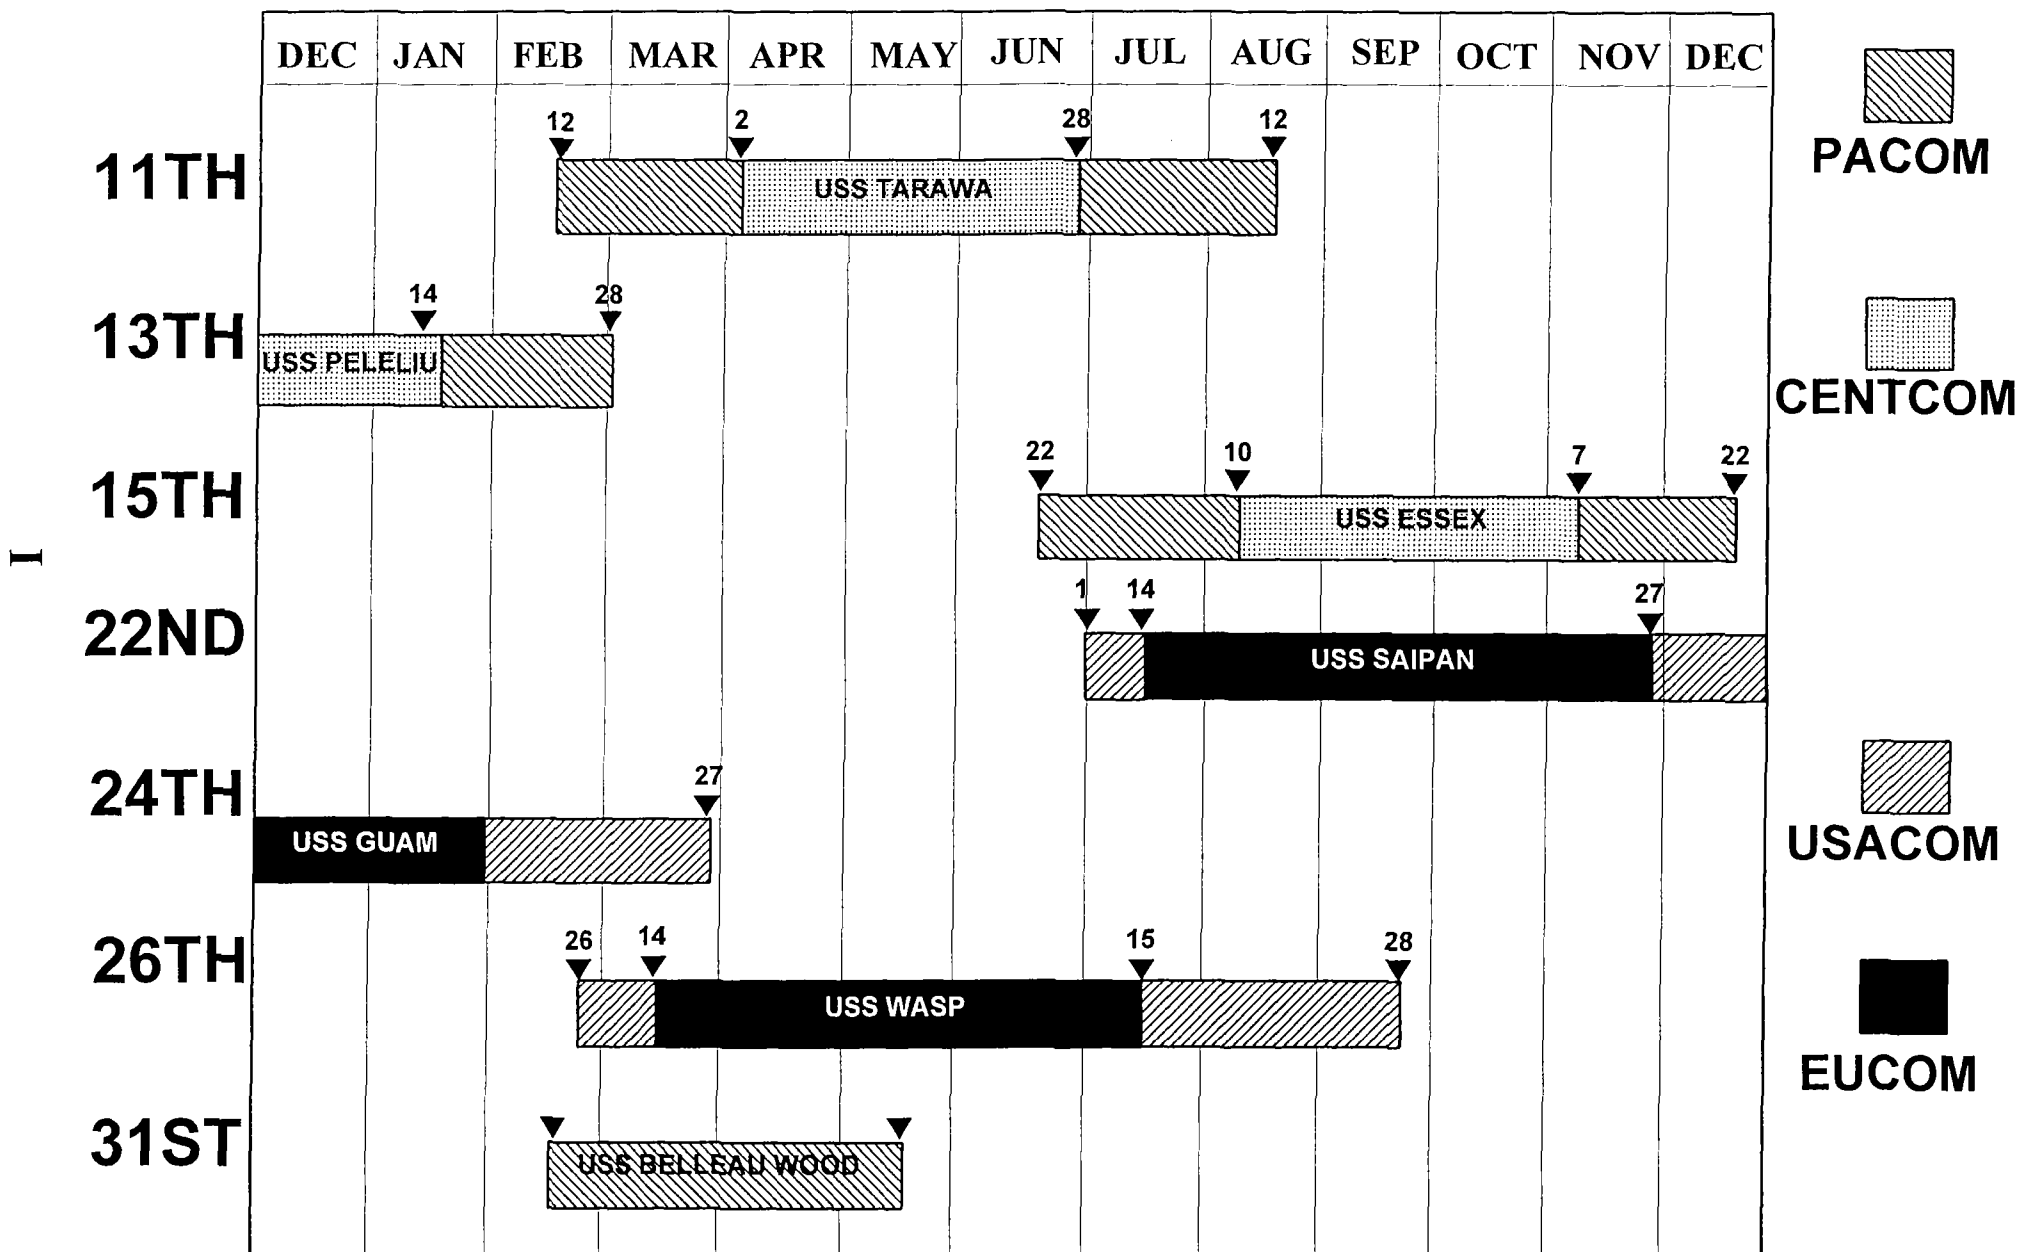 DEC JAN FEB MAR APR MAY JUN JUL AUG SEP OCT NOV DEC
PACOM
12 2 28 12
11TH
USS TARAWA
14 28
13TH
USS PELELIU
CENTCOM
22 10 7 22
15TH
USS ESSEX
I
1 14 27
22ND
USS SAIPAN
27
24TH
USS GUAM
USACOM
26 14 15 28
26TH
USS WASP
EUCOM
31ST
USS BELLEAU WOOD